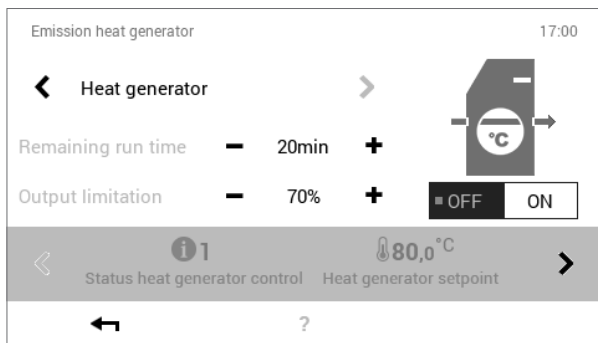 Emission heat generator 17:00
Heat generator
°C
Remaining run time − 20min +
Output limitation − 70% +
OFF ON
i 1 80,0°C
Status heat generator control Heat generator setpoint
?